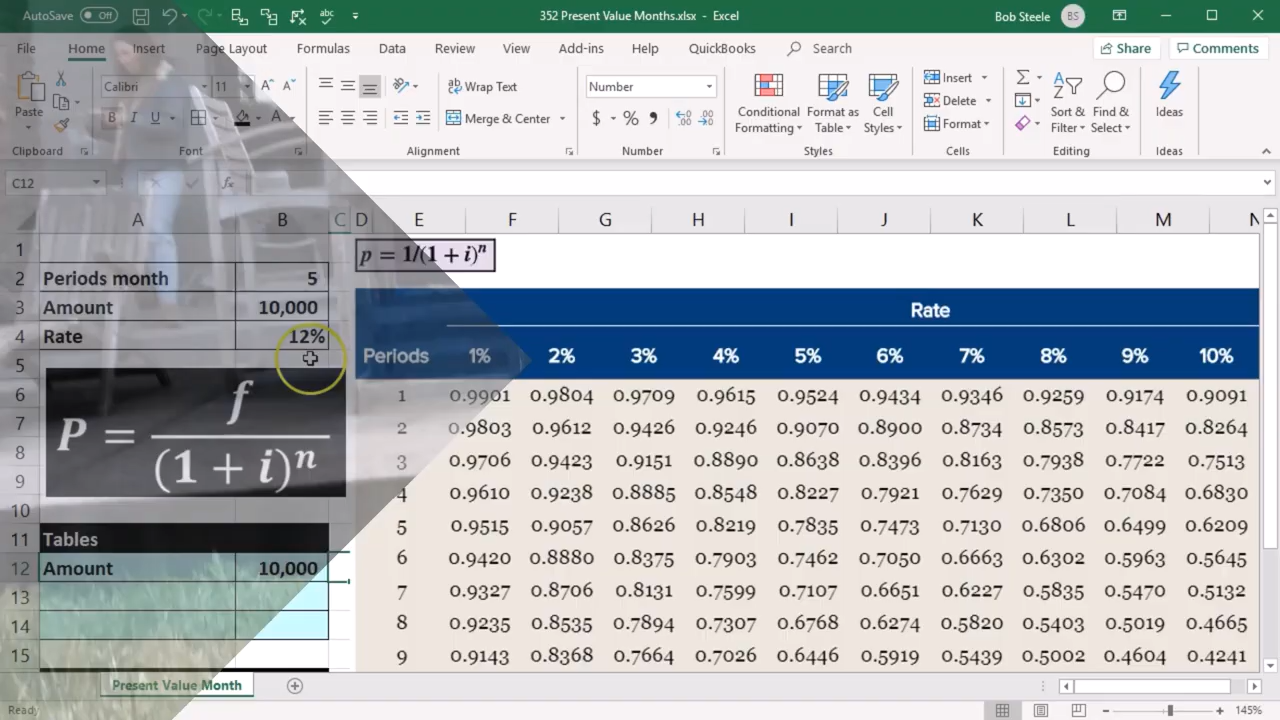 AutoSave Off 352 Present Value Months.xlsx - Excel Bob Steele BS
File Home Insert Page Layout Formulas Data Review View Add-ins Help QuickBooks Search Share Comments
Paste Calibri 11 Wrap Text Number Conditional Formatting Format as Table Cell Styles Insert Sort & Filter Find & Select Ideas
B I U A Merge & Center $ % Delete
Format
Clipboard Font Alignment Number Styles Cells Editing Ideas
C12 fx
A B C D E F G H I J K L M N
1 p = 1/(1 + i)^n
2 Periods month 5
3 Amount 10,000 Rate
4 Rate 12%
5 Periods 1% 2% 3% 4% 5% 6% 7% 8% 9% 10%
6 1 0.9901 0.9804 0.9709 0.9615 0.9524 0.9434 0.9346 0.9259 0.9174 0.9091
7 P = f/(1 + i)^n 2 0.9803 0.9612 0.9426 0.9246 0.9070 0.8900 0.8734 0.8573 0.8417 0.8264
8 3 0.9706 0.9423 0.9151 0.8890 0.8638 0.8396 0.8163 0.7938 0.7722 0.7513
9 4 0.9610 0.9238 0.8885 0.8548 0.8227 0.7921 0.7629 0.7350 0.7084 0.6830
10 5 0.9515 0.9057 0.8626 0.8219 0.7835 0.7473 0.7130 0.6806 0.6499 0.6209
11 Tables 6 0.9420 0.8880 0.8375 0.7903 0.7462 0.7050 0.6663 0.6302 0.5963 0.5645
12 Amount 10,000
13 7 0.9327 0.8706 0.8131 0.7599 0.7107 0.6651 0.6227 0.5835 0.5470 0.5132
14 8 0.9235 0.8535 0.7894 0.7307 0.6768 0.6274 0.5820 0.5403 0.5019 0.4665
15 9 0.9143 0.8368 0.7664 0.7026 0.6446 0.5919 0.5439 0.5002 0.4604 0.4241
Present Value Month
Ready 145%